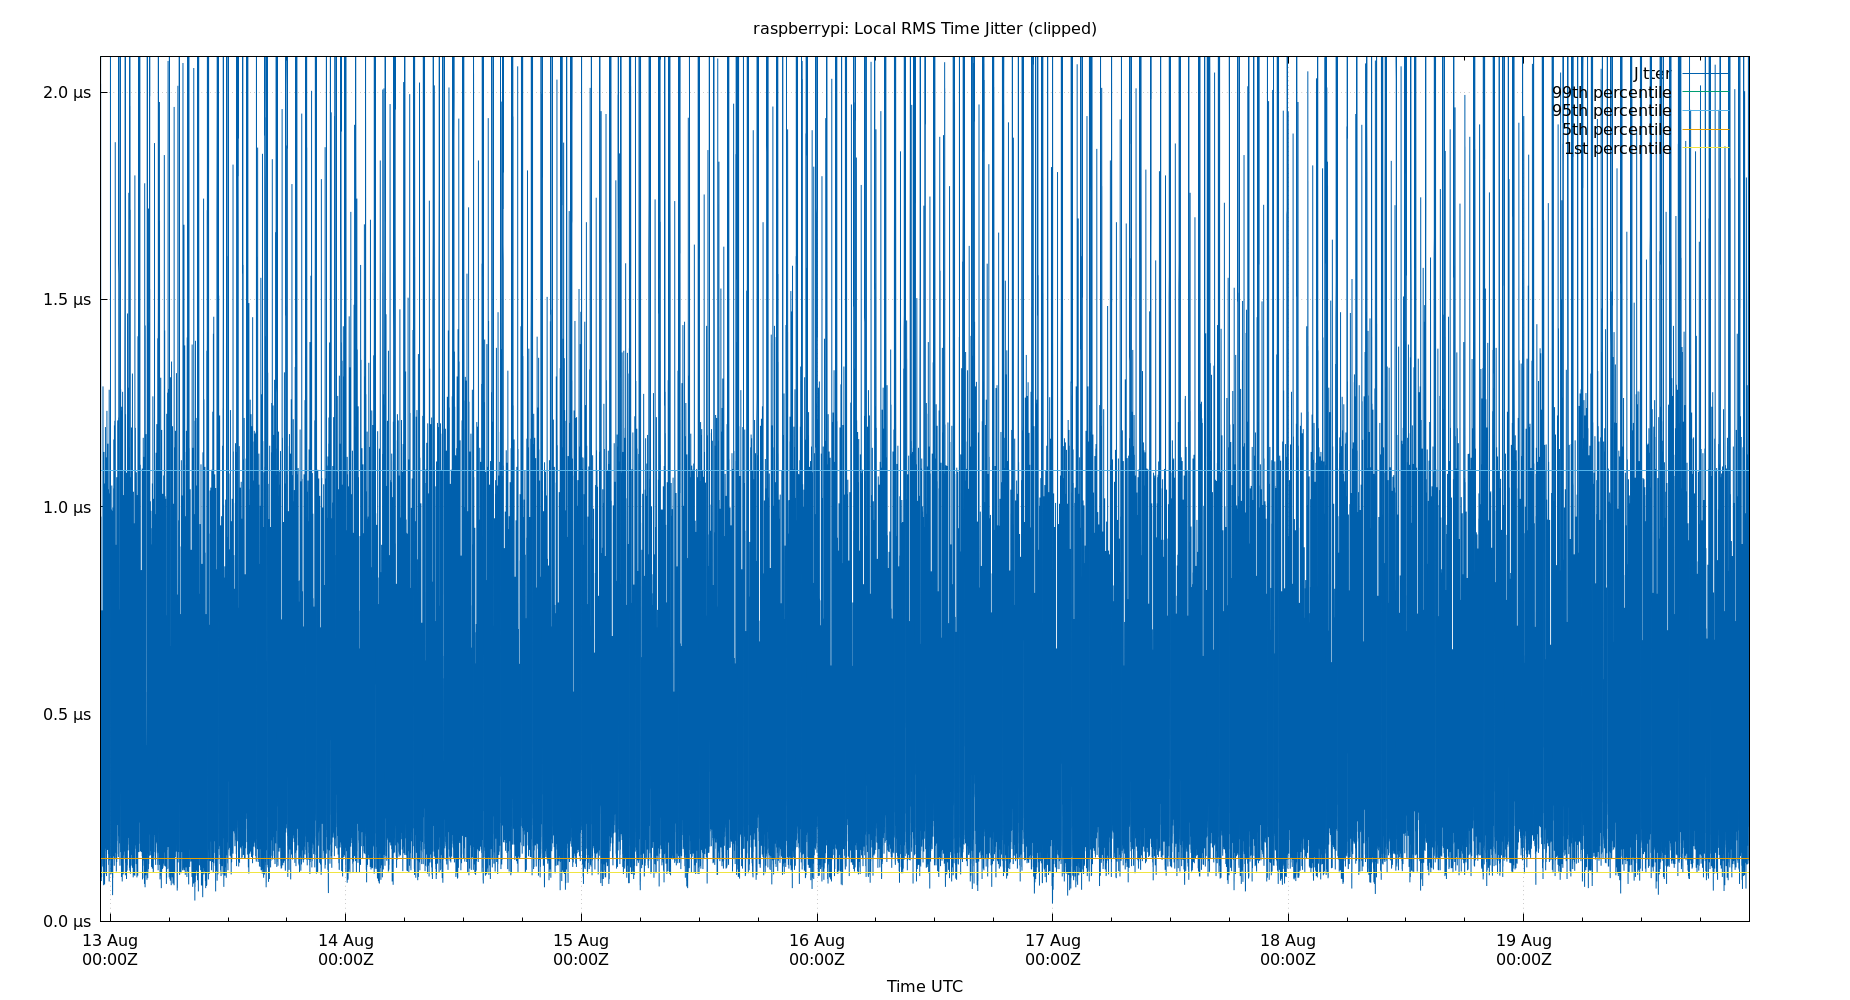 raspberrypi: Local RMS Time Jitter (clipped)
2.0 μs
1.5 μs
1.0 μs
0.5 μs
0.0 μs
Jitter
99th percentile
95th percentile
5th percentile
1st percentile
13 Aug 14 Aug 15 Aug 16 Aug 17 Aug 18 Aug 19 Aug
00:00Z 00:00Z 00:00Z 00:00Z 00:00Z 00:00Z 00:00Z
Time UTC